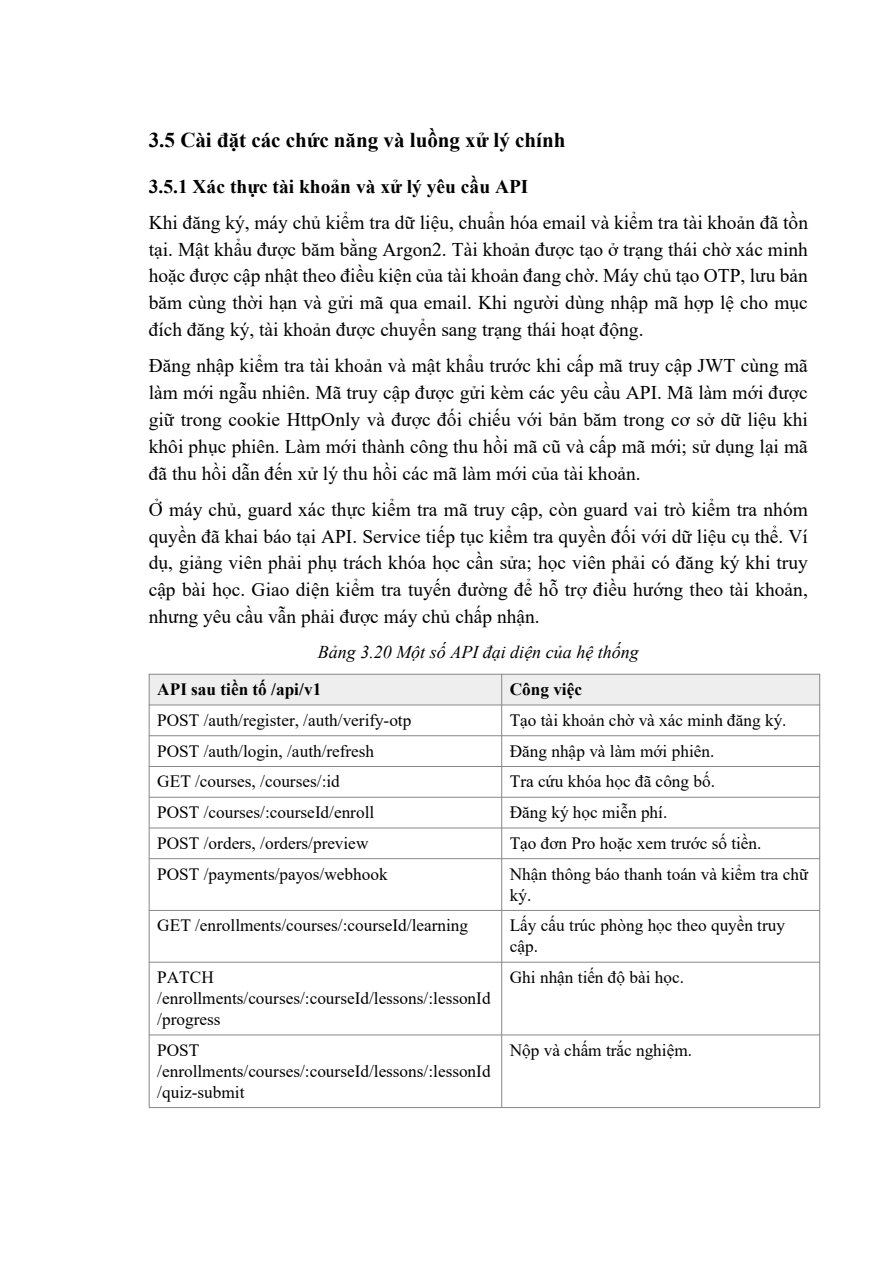 3.5 Cài đặt các chức năng và luồng xử lý chính
3.5.1 Xác thực tài khoản và xử lý yêu cầu API
Khi đăng ký, máy chủ kiểm tra dữ liệu, chuẩn hóa email và kiểm tra tài khoản đã tồn
tại. Mật khẩu được băm bằng Argon2. Tài khoản được tạo ở trạng thái chờ xác minh
hoặc được cập nhật theo điều kiện của tài khoản đang chờ. Máy chủ tạo OTP, lưu bản
băm cùng thời hạn và gửi mã qua email. Khi người dùng nhập mã hợp lệ cho mục
đích đăng ký, tài khoản được chuyển sang trạng thái hoạt động.
Đăng nhập kiểm tra tài khoản và mật khẩu trước khi cấp mã truy cập JWT cùng mã
làm mới ngẫu nhiên. Mã truy cập được gửi kèm các yêu cầu API. Mã làm mới được
giữ trong cookie HttpOnly và được đối chiếu với bản băm trong cơ sở dữ liệu khi
khôi phục phiên. Làm mới thành công thu hồi mã cũ và cấp mã mới; sử dụng lại mã
đã thu hồi dẫn đến xử lý thu hồi các mã làm mới của tài khoản.
Ở máy chủ, guard xác thực kiểm tra mã truy cập, còn guard vai trò kiểm tra nhóm
quyền đã khai báo tại API. Service tiếp tục kiểm tra quyền đối với dữ liệu cụ thể. Ví
dụ, giảng viên phải phụ trách khóa học cần sửa; học viên phải có đăng ký khi truy
cập bài học. Giao diện kiểm tra tuyến đường để hỗ trợ điều hướng theo tài khoản,
nhưng yêu cầu vẫn phải được máy chủ chấp nhận.
Bảng 3.20 Một số API đại diện của hệ thống
API sau tiền tố /api/v1 Công việc
POST /auth/register, /auth/verify-otp Tạo tài khoản chờ và xác minh đăng ký.
POST /auth/login, /auth/refresh Đăng nhập và làm mới phiên.
GET /courses, /courses/:id Tra cứu khóa học đã công bố.
POST /courses/:courseId/enroll Đăng ký học miễn phí.
POST /orders, /orders/preview Tạo đơn Pro hoặc xem trước số tiền.
POST /payments/payos/webhook Nhận thông báo thanh toán và kiểm tra chữ
ký.
GET /enrollments/courses/:courseId/learning Lấy cấu trúc phòng học theo quyền truy
cập.
PATCH Ghi nhận tiến độ bài học.
/enrollments/courses/:courseId/lessons/:lessonId
/progress
POST Nộp và chấm trắc nghiệm.
/enrollments/courses/:courseId/lessons/:lessonId
/quiz-submit